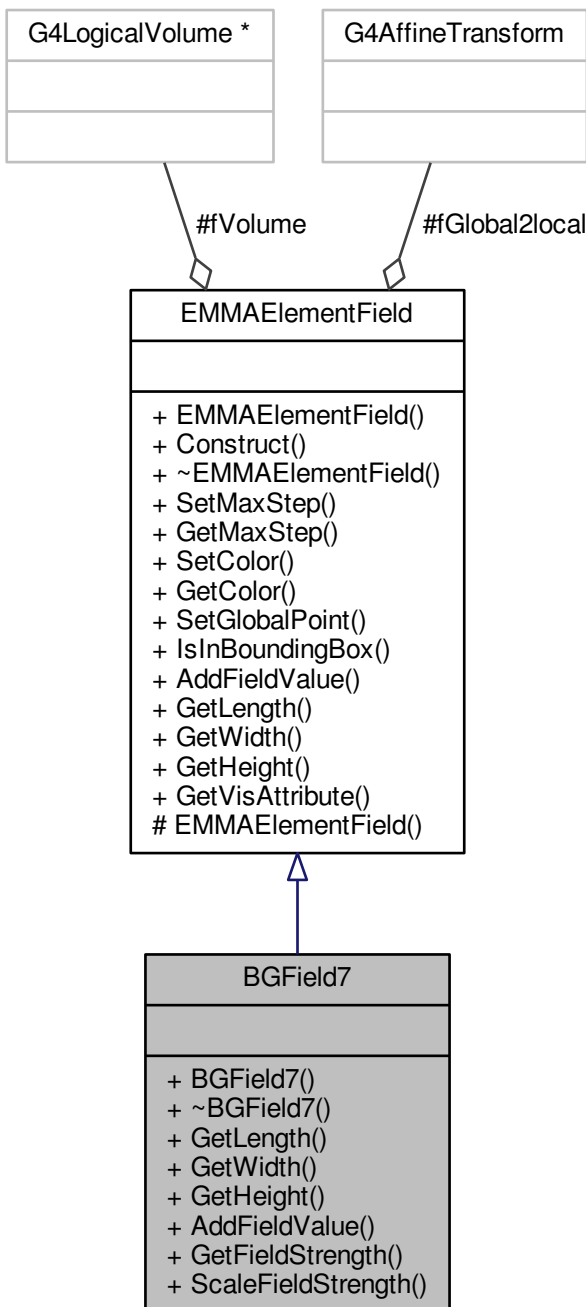 G4LogicalVolume *
G4AffineTransform
#fVolume
#fGlobal2local
EMMAElementField
+ EMMAElementField()
+ Construct()
+ ~EMMAElementField()
+ SetMaxStep()
+ GetMaxStep()
+ SetColor()
+ GetColor()
+ SetGlobalPoint()
+ IsInBoundingBox()
+ AddFieldValue()
+ GetLength()
+ GetWidth()
+ GetHeight()
+ GetVisAttribute()
# EMMAElementField()
BGField7
+ BGField7()
+ ~BGField7()
+ GetLength()
+ GetWidth()
+ GetHeight()
+ AddFieldValue()
+ GetFieldStrength()
+ ScaleFieldStrength()